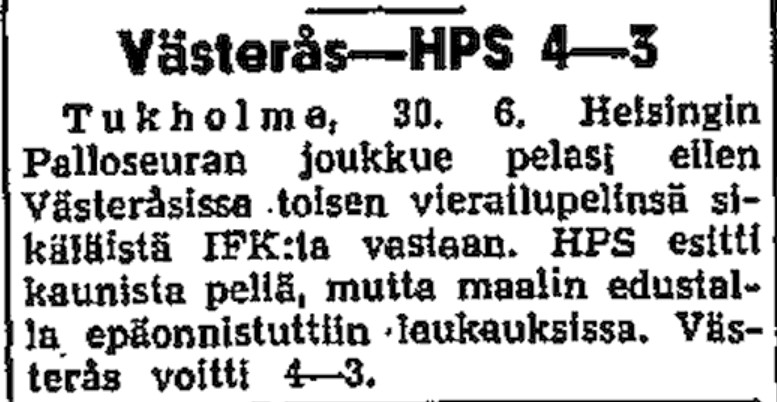 Västerås—HPS 4—3
Tukholma, 30. 6. Helsingin
Palloseuran joukkue pelasi eilen
Västeråsissa toisen vierailupelinsä si-
käläistä IFK:ta vastaan. HPS esitti
kaunista peliä, mutta maalin edustal-
la epäonnistuttiin laukauksissa. Väs-
terås voitti 4—3.